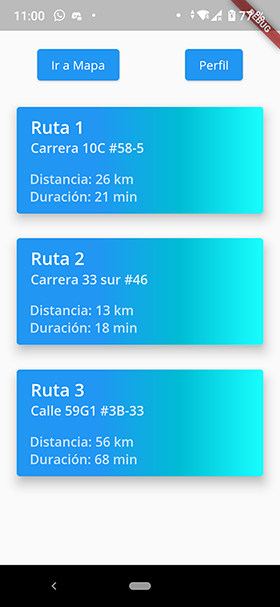 11:00
77%
DEBUG
Ir a Mapa
Perfil
Ruta 1
Carrera 10C #58-5
Distancia: 26 km
Duración: 21 min
Ruta 2
Carrera 33 sur #46
Distancia: 13 km
Duración: 18 min
Ruta 3
Calle 59G1 #3B-33
Distancia: 56 km
Duración: 68 min